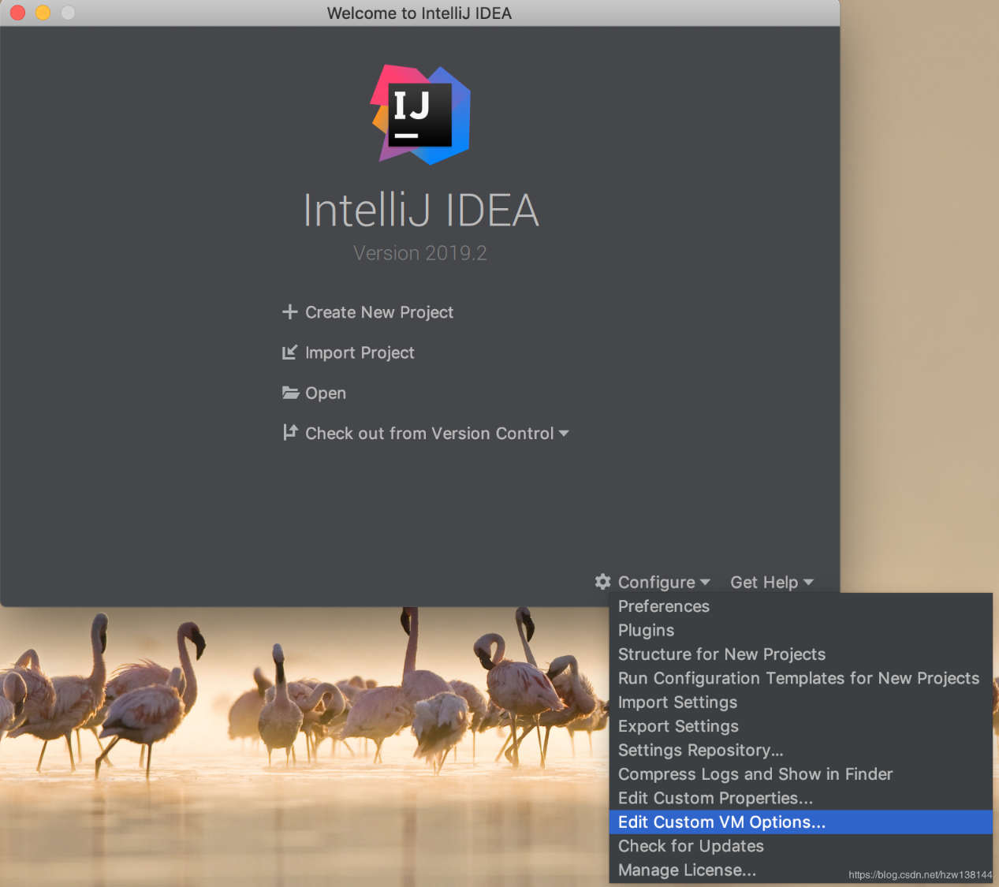 Welcome to IntelliJ IDEA
IJ
IntelliJ IDEA
Version 2019.2
Create New Project
Import Project
Open
Check out from Version Control
Configure Get Help
Preferences
Plugins
Structure for New Projects
Run Configuration Templates for New Projects
Import Settings
Export Settings
Settings Repository...
Compress Logs and Show in Finder
Edit Custom Properties...
Edit Custom VM Options...
Check for Updates
Manage License...
https://blog.csdn.net/hzw138144